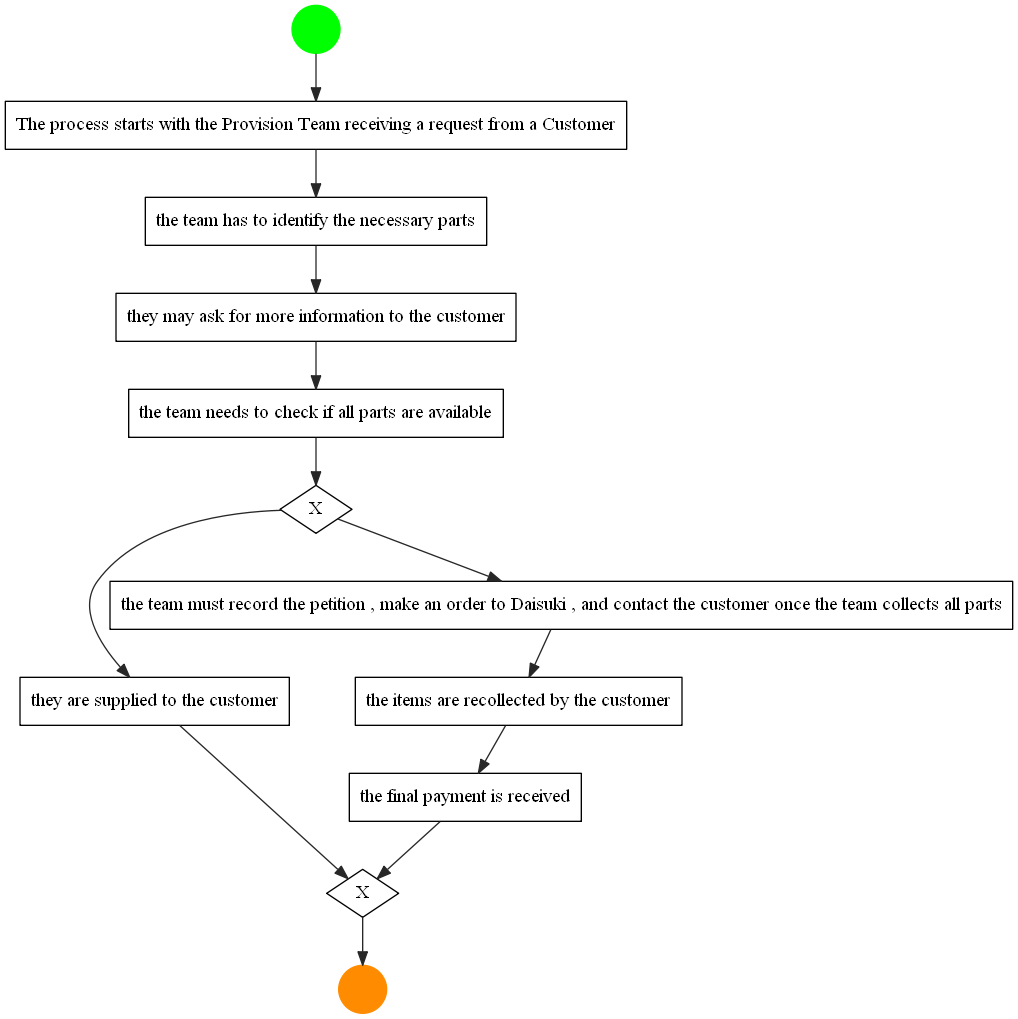 The process starts with the Provision Team receiving a request from a Customer
the team has to identify the necessary parts
they may ask for more information to the customer
the team needs to check if all parts are available
X
the team must record the petition , make an order to Daisuki , and contact the customer once the team collects all parts
they are supplied to the customer
the items are recollected by the customer
the final payment is received
X